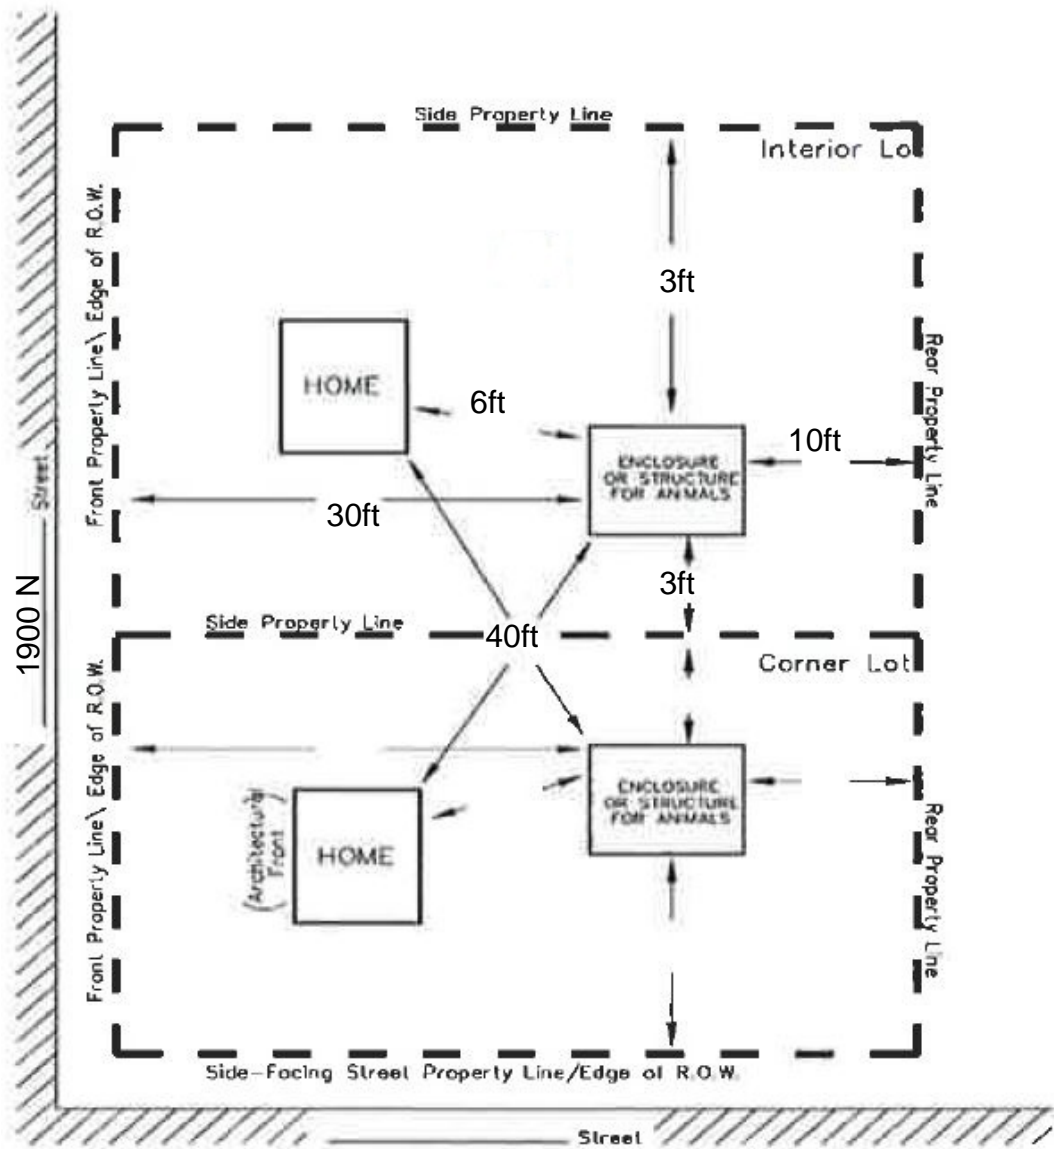 Side Property Line
Interior Lo
Front Property Line\ Edge of R.O.W.
3ft
HOME
6ft
Rear Property Line
10ft
ENCLOSURE
OR STRUCTURE
FOR ANIMALS
Street
30ft
3ft
1900 N
Side Property Line
40ft
Corner Lot
Front Property Line\ Edge of R.O.W.
ENCLOSURE
OR STRUCTURE
FOR ANIMALS
(Architectural
Front)
HOME
Rear Property Line
Side-Facing Street Property Line/Edge of R.O.W.
Street